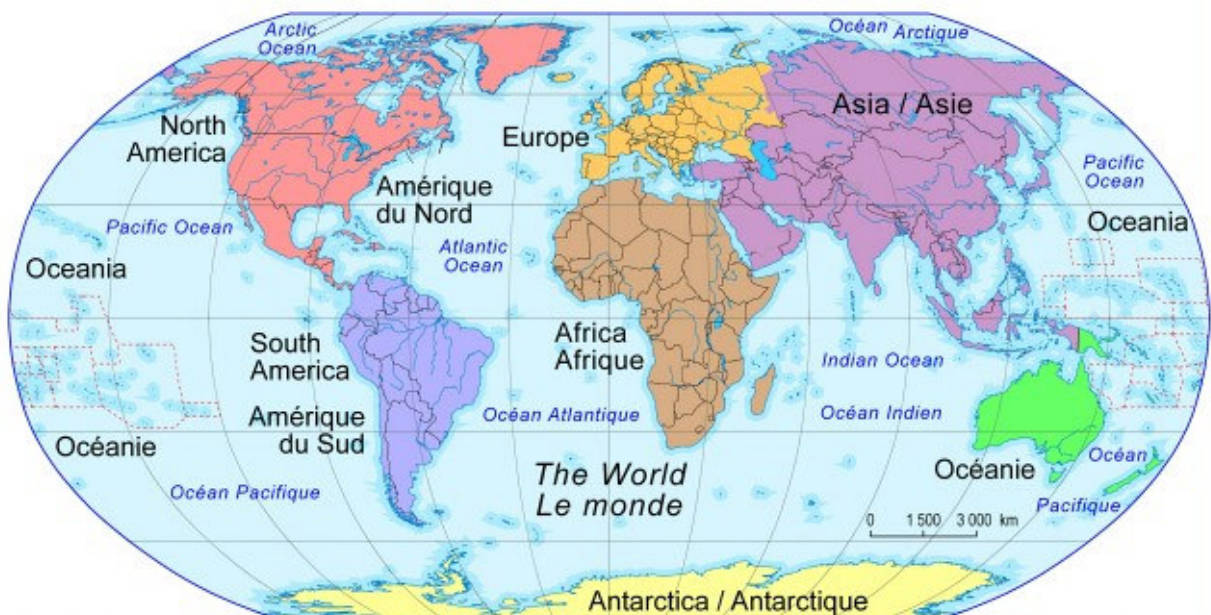 Arctic
Ocean
Océan Arctique
North
America
Europe
Asia / Asie
Pacific
Ocean
Amérique
du Nord
Pacific Ocean
Atlantic
Ocean
Oceania
Oceania
Africa
Afrique
South
America
Indian Ocean
Amérique
du Sud
Océan Atlantique
Océan Indien
Océanie
Océanie
Océan
Pacifique
The World
Le monde
Océan Pacifique
0 1 500 3 000 km
Antarctica / Antarctique